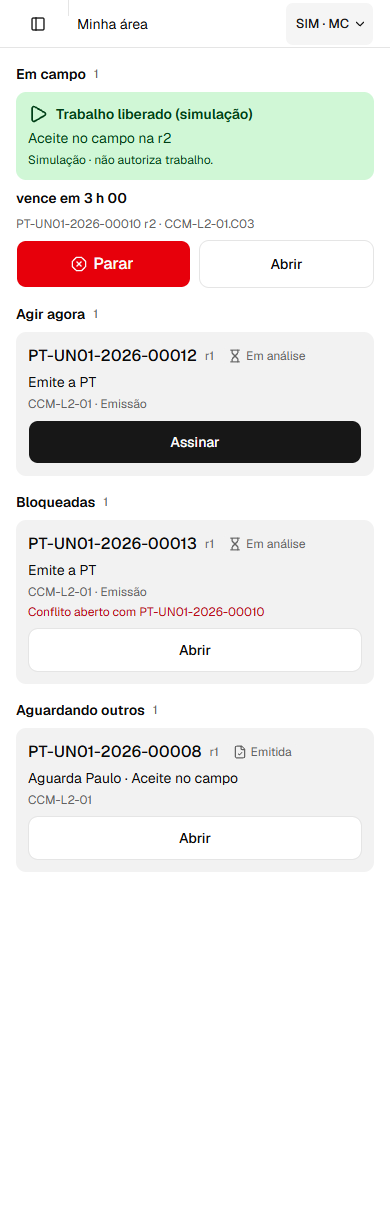 Minha área
SIM · MC
Em campo 1
Trabalho liberado (simulação)
Aceite no campo na r2
Simulação · não autoriza trabalho.
vence em 3 h 00
PT-UN01-2026-00010 r2 · CCM-L2-01.C03
Parar
Abrir
Agir agora 1
PT-UN01-2026-00012 r1 Em análise
Emite a PT
CCM-L2-01 · Emissão
Assinar
Bloqueadas 1
PT-UN01-2026-00013 r1 Em análise
Emite a PT
CCM-L2-01 · Emissão
Conflito aberto com PT-UN01-2026-00010
Abrir
Aguardando outros 1
PT-UN01-2026-00008 r1 Emitida
Aguarda Paulo · Aceite no campo
CCM-L2-01
Abrir